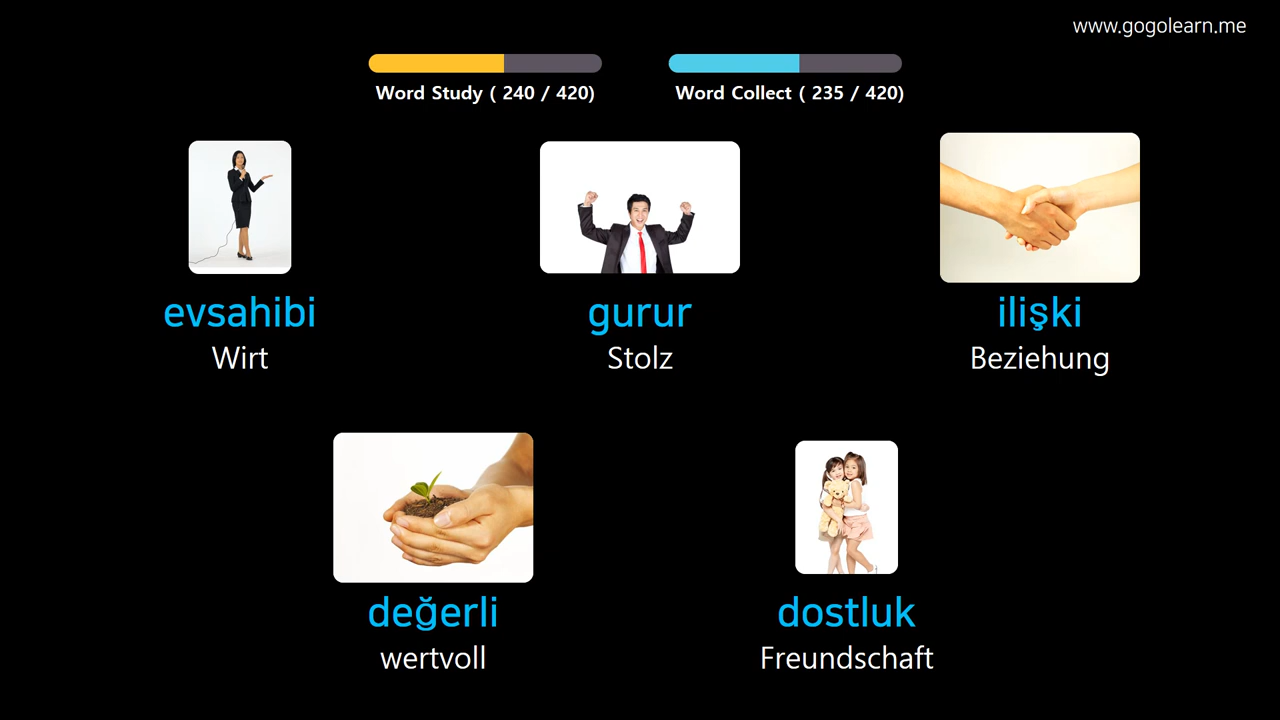 www.gogolearn.me
Word Study ( 240 / 420)
Word Collect ( 235 / 420)
evsahibi
Wirt
gurur
Stolz
ilişki
Beziehung
değerli
wertvoll
dostluk
Freundschaft